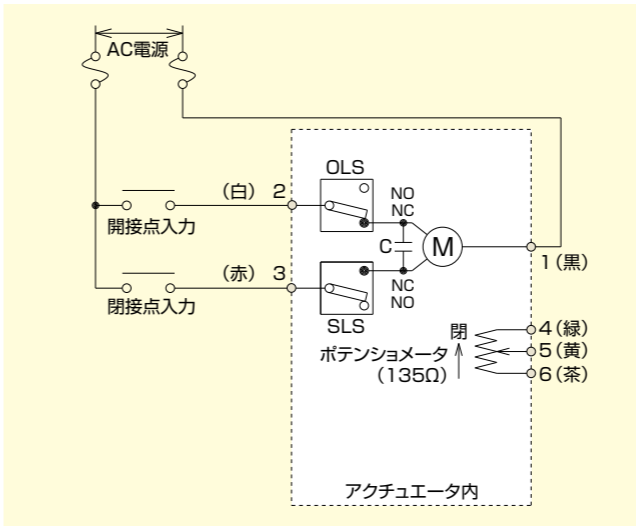 AC電源
OLS
NO
NC
(白) 2
開接点入力
C
M
1(黒)
(赤) 3
閉接点入力
NC
NO
SLS
閉
ポテンショメータ
(135Ω)
4(緑)
5(黄)
6(茶)
アクチュエータ内